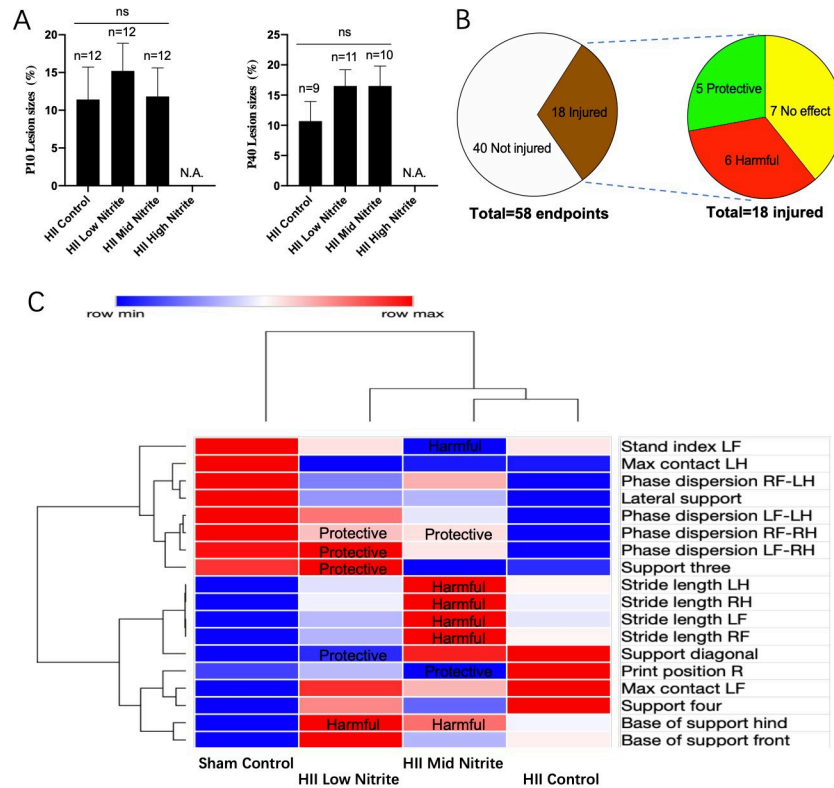 A
ns
n=12
n=12
n=12
N.A.
P10 Lesion sizes (%)
20
15
10
5
0
HII Control
HII Low Nitrite
HII Mid Nitrite
HII High Nitrite
ns
n=9
n=11
n=10
N.A.
P40 Lesion sizes (%)
25
20
15
10
5
0
HII Control
HII Low Nitrite
HII Mid Nitrite
HII High Nitrite
B
18 Injured
40 Not injured
Total=58 endpoints
5 Protective
7 No effect
6 Harmful
Total=18 injured
C
row min
row max
Harmful
Stand index LF
Max contact LH
Phase dispersion RF-LH
Lateral support
Phase dispersion LF-LH
Protective Protective
Phase dispersion RF-RH
Protective
Phase dispersion LF-RH
Protective
Support three
Harmful
Stride length LH
Harmful
Stride length RH
Harmful
Stride length LF
Harmful
Stride length RF
Protective
Support diagonal
Protective
Print position R
Max contact LF
Support four
Harmful Harmful
Base of support hind
Base of support front
Sham Control
HII Low Nitrite
HII Mid Nitrite
HII Control